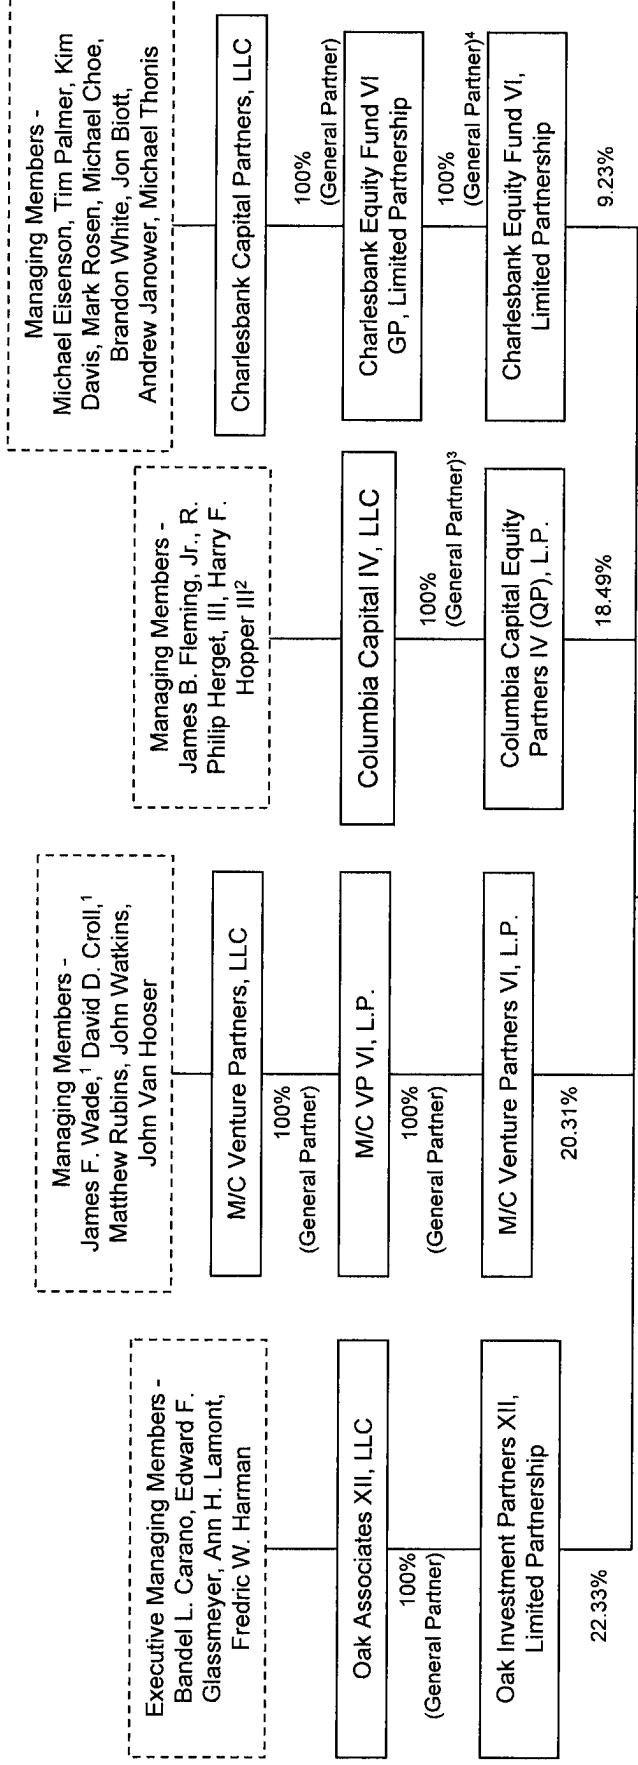 Executive Managing Members -
Bandel L. Carano, Edward F.
Glassmeyer, Ann H. Lamont,
Fredric W. Harman
Oak Associates XII, LLC
100%
(General Partner)
Oak Investment Partners XII,
Limited Partnership
22.33%
Managing Members -
James F. Wade,¹ David D. Croll,¹
Matthew Rubins, John Watkins,
John Van Hooser
M/C Venture Partners, LLC
100%
(General Partner)
M/C VP VI, L.P.
100%
(General Partner)
M/C Venture Partners VI, L.P.
20.31%
Managing Members -
James B. Fleming, Jr., R.
Philip Herget, III, Harry F.
Hopper III²
Columbia Capital IV, LLC
100%
(General Partner)³
Columbia Capital Equity
Partners IV (QP), L.P.
18.49%
Managing Members -
Michael Eisenson, Tim Palmer, Kim
Davis, Mark Rosen, Michael Choe,
Brandon White, Jon Biott,
Andrew Janower, Michael Thonis
Charlesbank Capital Partners, LLC
100%
(General Partner)
Charlesbank Equity Fund VI
GP, Limited Partnership
100%
(General Partner)⁴
Charlesbank Equity Fund VI,
Limited Partnership
9.23%